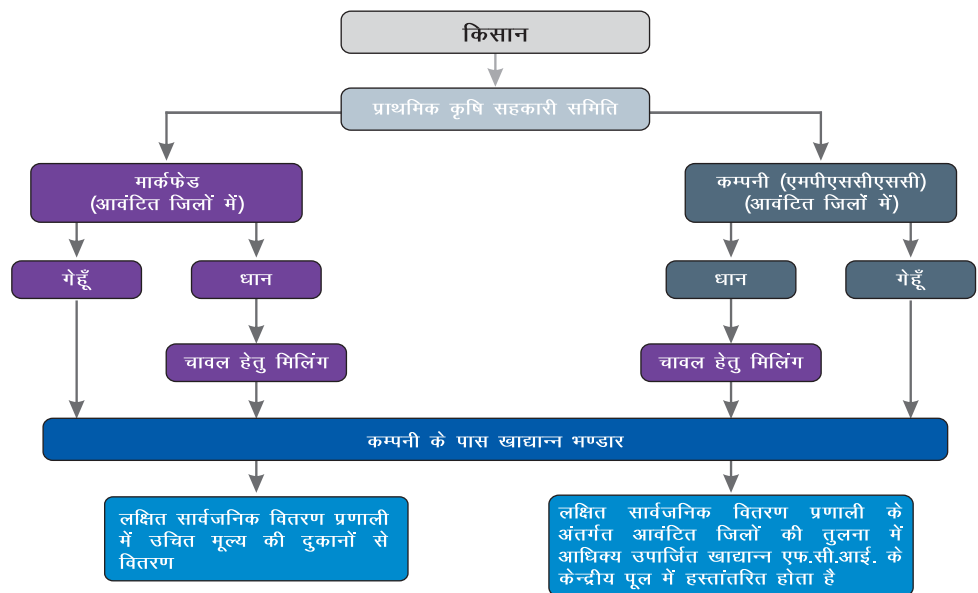 किसान
प्राथमिक कृषि सहकारी समिति
मार्कफेड
(आवंटित जिलों में)
कम्पनी (एमपीएससीएससी)
(आवंटित जिलों में)
गेहूँ
धान
धान
गेहूँ
चावल हेतु मिलिंग
चावल हेतु मिलिंग
कम्पनी के पास खाद्यान्न भण्डार
लक्षित सार्वजनिक वितरण प्रणाली
में उचित मूल्य की दुकानों से
वितरण
लक्षित सार्वजनिक वितरण प्रणाली के
अंतर्गत आवंटित जिलों की तुलना में
आधिक्य उपार्जित खाद्यान्न एफ.सी.आई. के
केन्द्रीय पूल में हस्तांतरित होता है